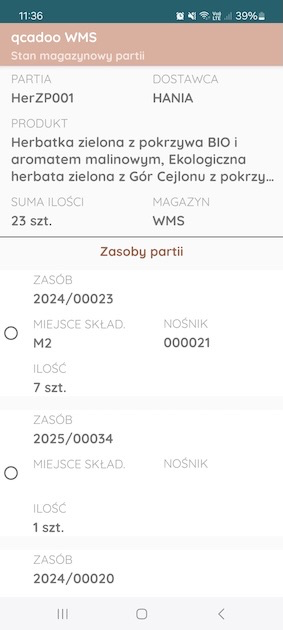 11:36
39%
qcadoo WMS
Stan magazynowy partii
PARTIA DOSTAWCA
HerZP001 HANIA
PRODUKT
Herbatka zielona z pokrzywa BIO i
aromatem malinowym, Ekologiczna
herbata zielona z Gór Cejlonu z pokrzy...
SUMA ILOŚCI MAGAZYN
23 szt. WMS
Zasoby partii
ZASÓB
2024/00023
MIEJSCE SKŁAD. NOŚNIK
M2 000021
ILOŚĆ
7 szt.
ZASÓB
2025/00034
MIEJSCE SKŁAD. NOŚNIK
ILOŚĆ
1 szt.
ZASÓB
2024/00020